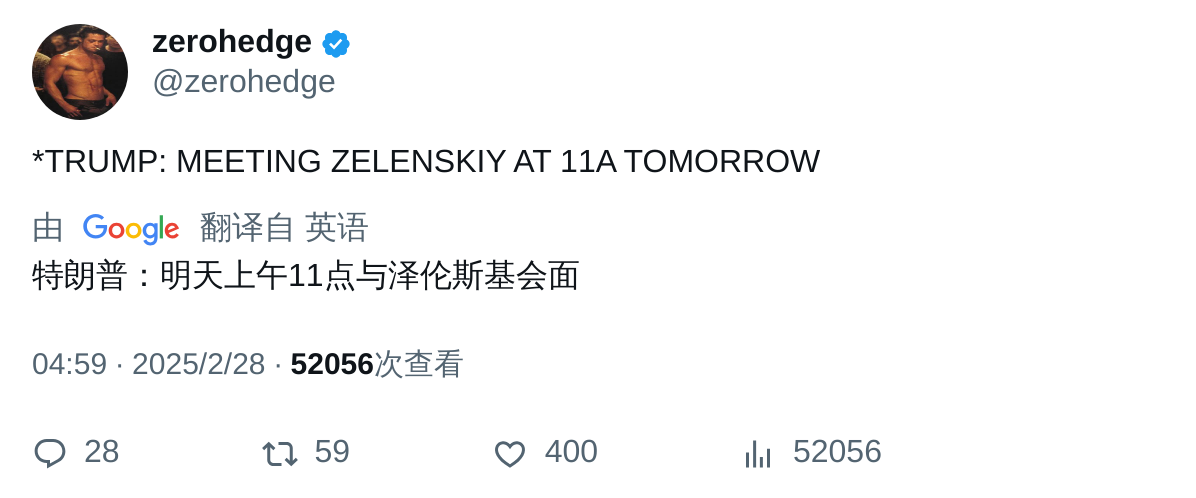 zerohedge
@zerohedge
*TRUMP: MEETING ZELENSKIY AT 11A TOMORROW
由 Google 翻译自 英语
特朗普：明天上午11点与泽伦斯基会面
04:59 · 2025/2/28 · 52056次查看
28 59 400 52056